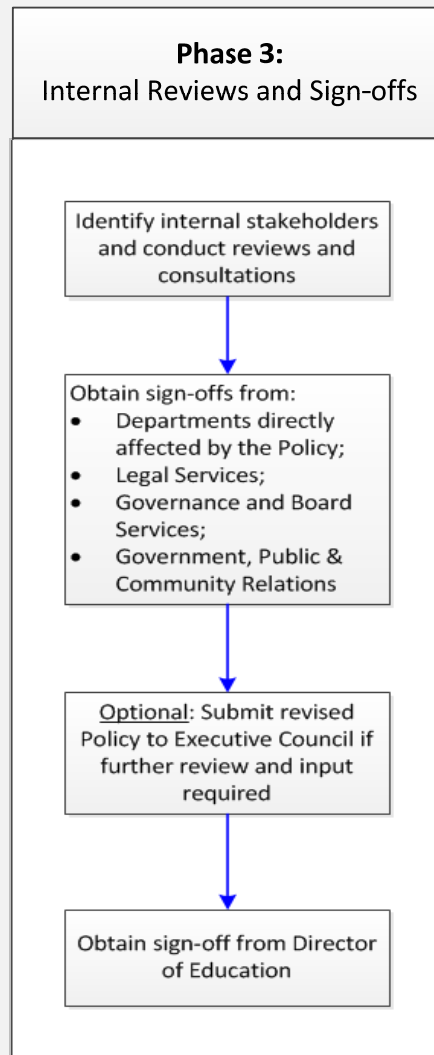 Phase 3:
Internal Reviews and Sign-offs
Identify internal stakeholders
and conduct reviews and
consultations
Obtain sign-offs from:
• Departments directly
affected by the Policy;
• Legal Services;
• Governance and Board
Services;
• Government, Public &
Community Relations
Optional: Submit revised
Policy to Executive Council if
further review and input
required
Obtain sign-off from Director
of Education